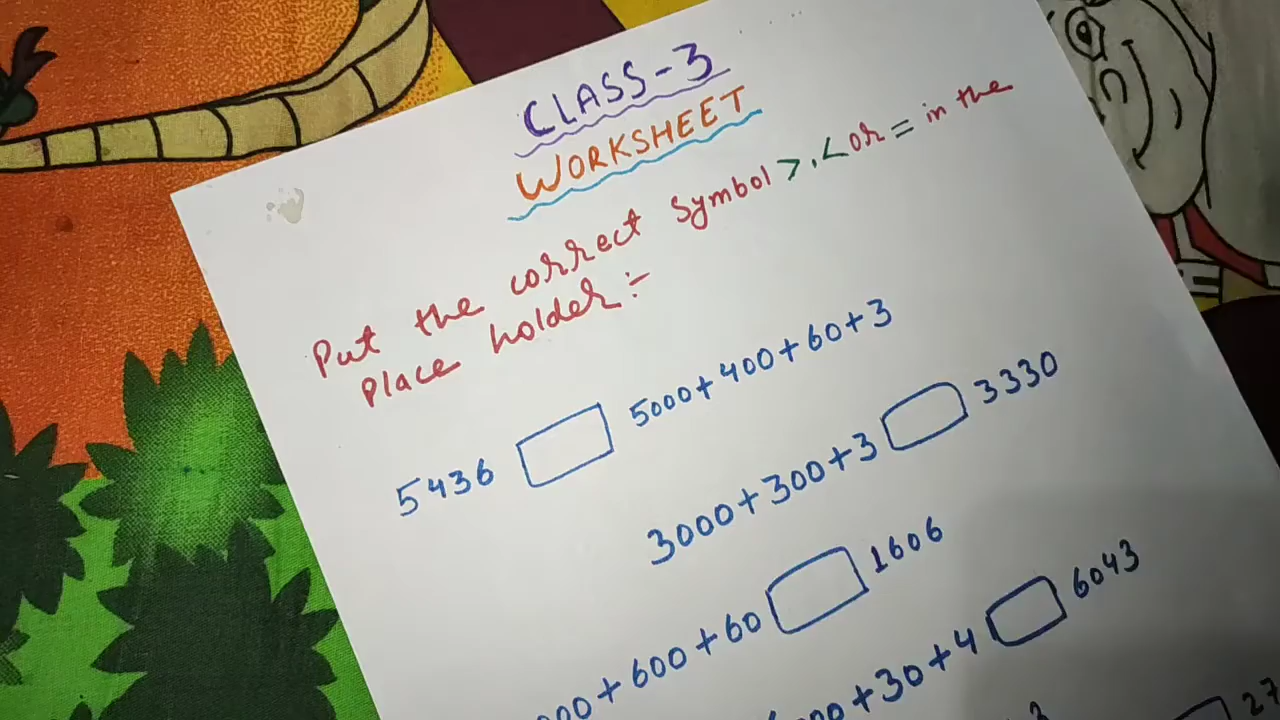 CLASS-3
WORKSHEET
Put the correct symbol >, < or = in the
Place holder:-
5436 5000+400+60+3
3000+300+3 3330
+600+60 1606
+30+4 6043